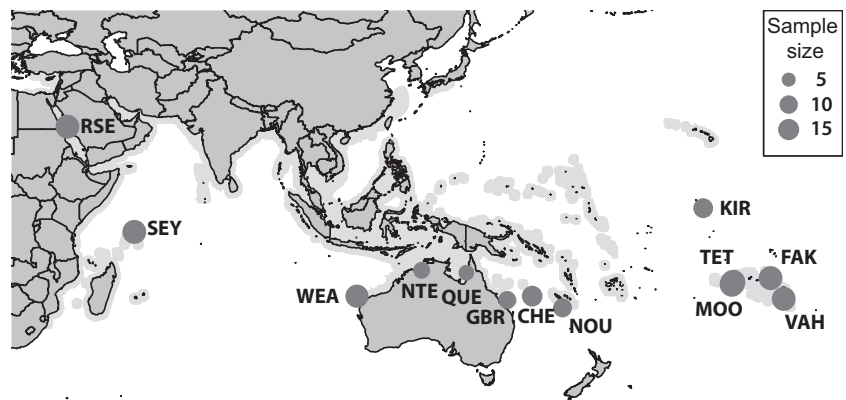 Sample
size
5
10
15
RSE
SEY
KIR
TET
FAK
WEA
NTE
QUE
MOO
GBR
CHE
VAH
NOU